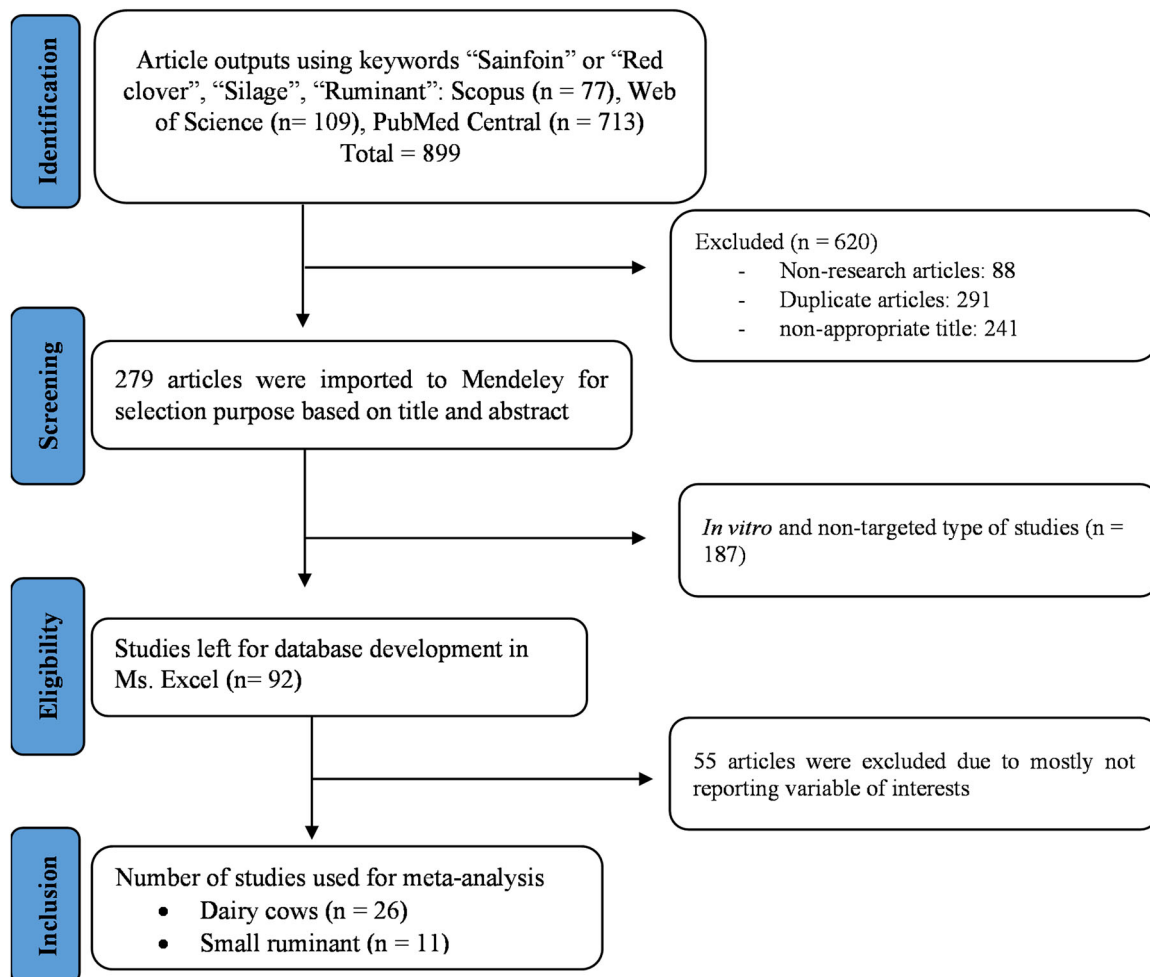 Identification
Article outputs using keywords “Sainfoin” or “Red
clover”, “Silage”, “Ruminant”: Scopus (n = 77), Web
of Science (n= 109), PubMed Central (n = 713)
Total = 899
Excluded (n = 620)
- Non-research articles: 88
- Duplicate articles: 291
- non-appropriate title: 241
Screening
279 articles were imported to Mendeley for
selection purpose based on title and abstract
In vitro and non-targeted type of studies (n =
187)
Eligibility
Studies left for database development in
Ms. Excel (n= 92)
55 articles were excluded due to mostly not
reporting variable of interests
Inclusion
Number of studies used for meta-analysis
• Dairy cows (n = 26)
• Small ruminant (n = 11)